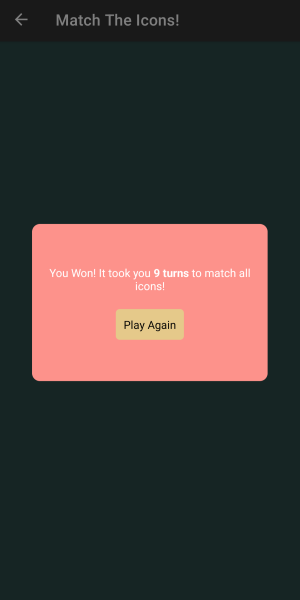 Match The Icons!
You Won! It took you 9 turns to match all
icons!
Play Again